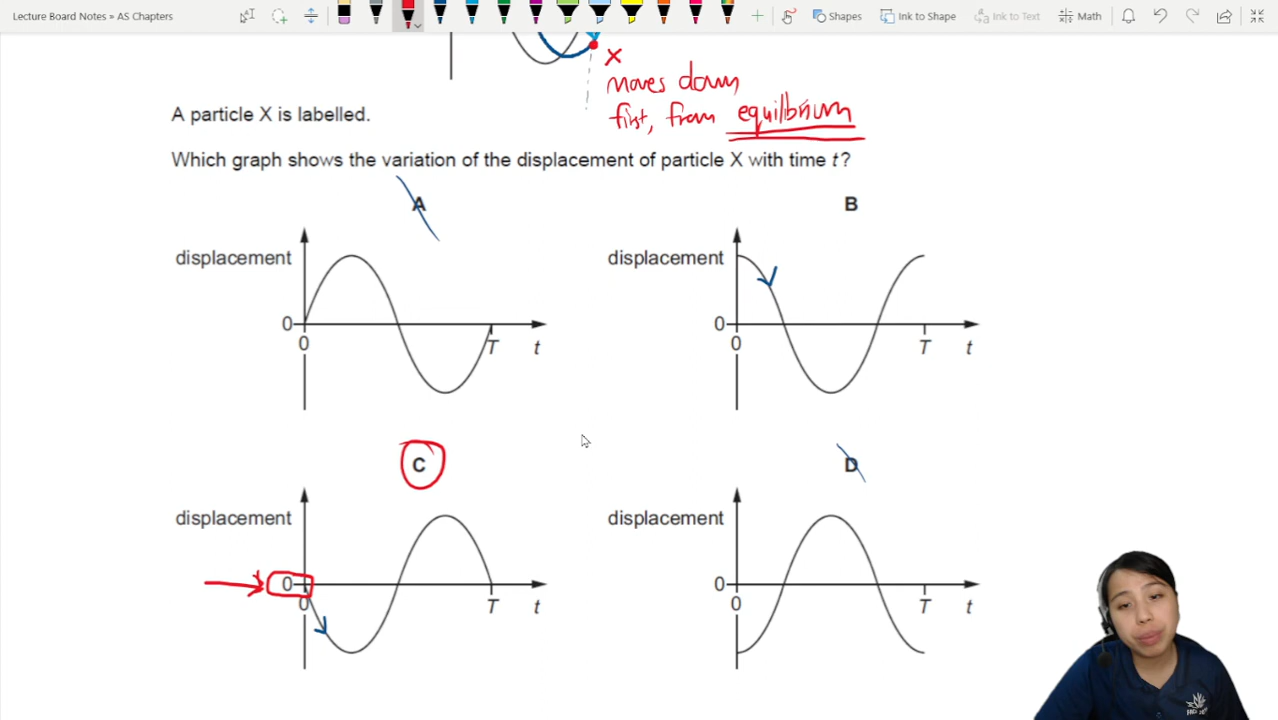 Lecture Board Notes » AS Chapters
Shapes
Ink to Shape
Ink to Text
Math
X
moves down
first, from equilibrium
A particle X is labelled.
Which graph shows the variation of the displacement of particle X with time t?
A
B
displacement
displacement
0
0
0
T
t
0
T
t
C
D
displacement
displacement
0
0
0
T
t
0
T
t